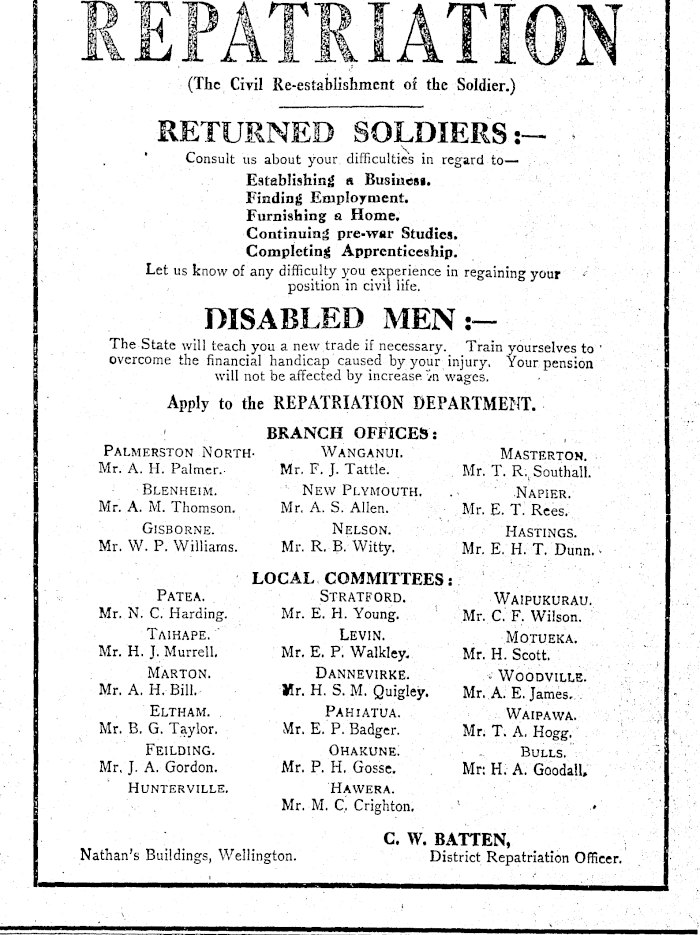 REPATRIATION
(The Civil Re-establishment of the Soldier.)
RETURNED SOLDIERS:—
Consult us about your difficulties in regard to—
Establishing a Business.
Finding Employment.
Furnishing a Home.
Continuing pre-war Studies.
Completing Apprenticeship.
Let us know of any difficulty you experience in regaining your
position in civil life.
DISABLED MEN:—
The State will teach you a new trade if necessary. Train yourselves to
overcome the financial handicap caused by your injury. Your pension
will not be affected by increase in wages.
Apply to the REPATRIATION DEPARTMENT.
BRANCH OFFICES:
PALMERSTON NORTH. WANGANUI. MASTERTON.
Mr. A. H. Palmer. Mr. F. J. Tattle. Mr. T. R. Southall.
BLENHEIM. NEW PLYMOUTH. NAPIER.
Mr. A. M. Thomson. Mr. A. S. Allen. Mr. E. T. Rees.
GISBORNE. NELSON. HASTINGS.
Mr. W. P. Williams. Mr. R. B. Witty. Mr. E. H. T. Dunn.
LOCAL COMMITTEES:
PATEA. STRATFORD. WAIPUKURAU.
Mr. N. C. Harding. Mr. E. H. Young. Mr. C. F. Wilson.
TAIHAPE. LEVIN. MOTUEKA.
Mr. H. J. Murrell. Mr. E. P. Walkley. Mr. H. Scott.
MARTON. DANNEVIRKE. WOODVILLE.
Mr. A. H. Bill. Mr. H. S. M. Quigley. Mr. A. E. James.
ELTHAM. PAHIATUA. WAIPAWA.
Mr. B. G. Taylor. Mr. E. P. Badger. Mr. T. A. Hogg.
FEILDING. OHAKUNE. BULLS.
Mr. J. A. Gordon. Mr. P. H. Gosse. Mr. H. A. Goodall.
HUNTERVILLE. HAWERA.
Mr. M. C. Crighton.
C. W. BATTEN,
Nathan's Buildings, Wellington. District Repatriation Officer.